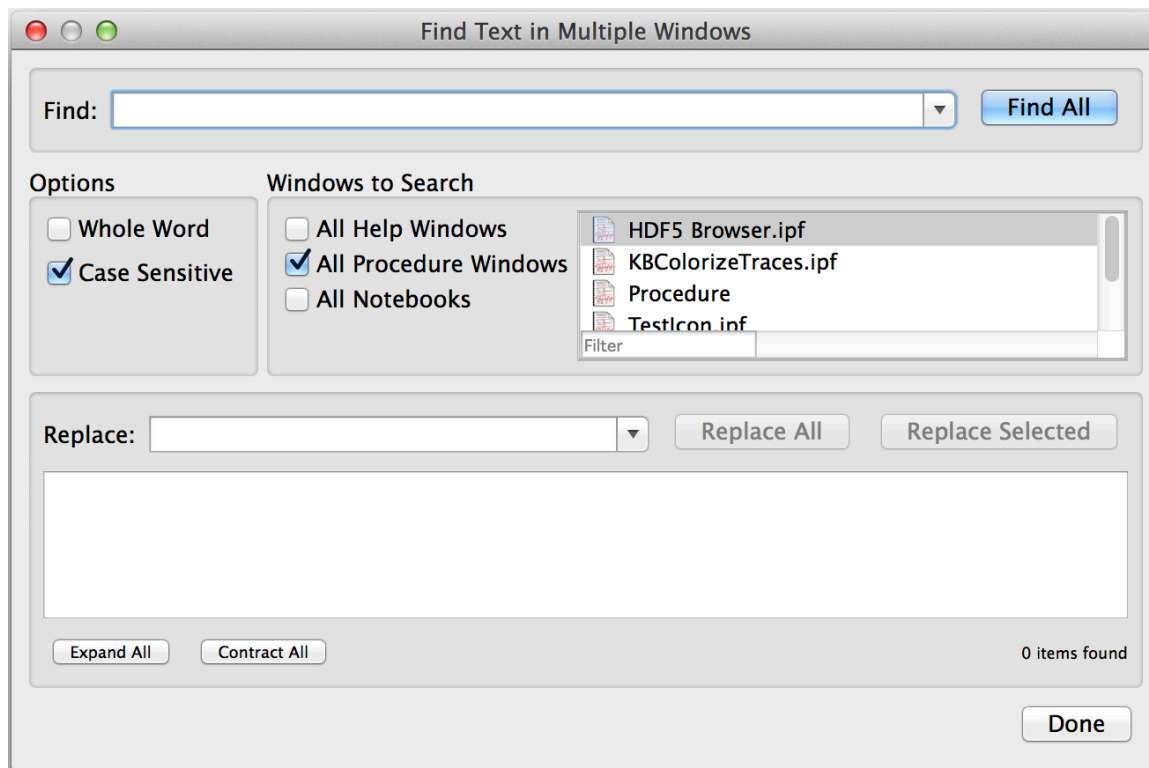 Find Text in Multiple Windows
Find:
Find All
Options
Windows to Search
Whole Word
Case Sensitive
All Help Windows
All Procedure Windows
All Notebooks
HDF5 Browser.ipf
KBColorizeTraces.ipf
Procedure
TestIcon.ipf
Filter
Replace:
Replace All
Replace Selected
Expand All
Contract All
0 items found
Done